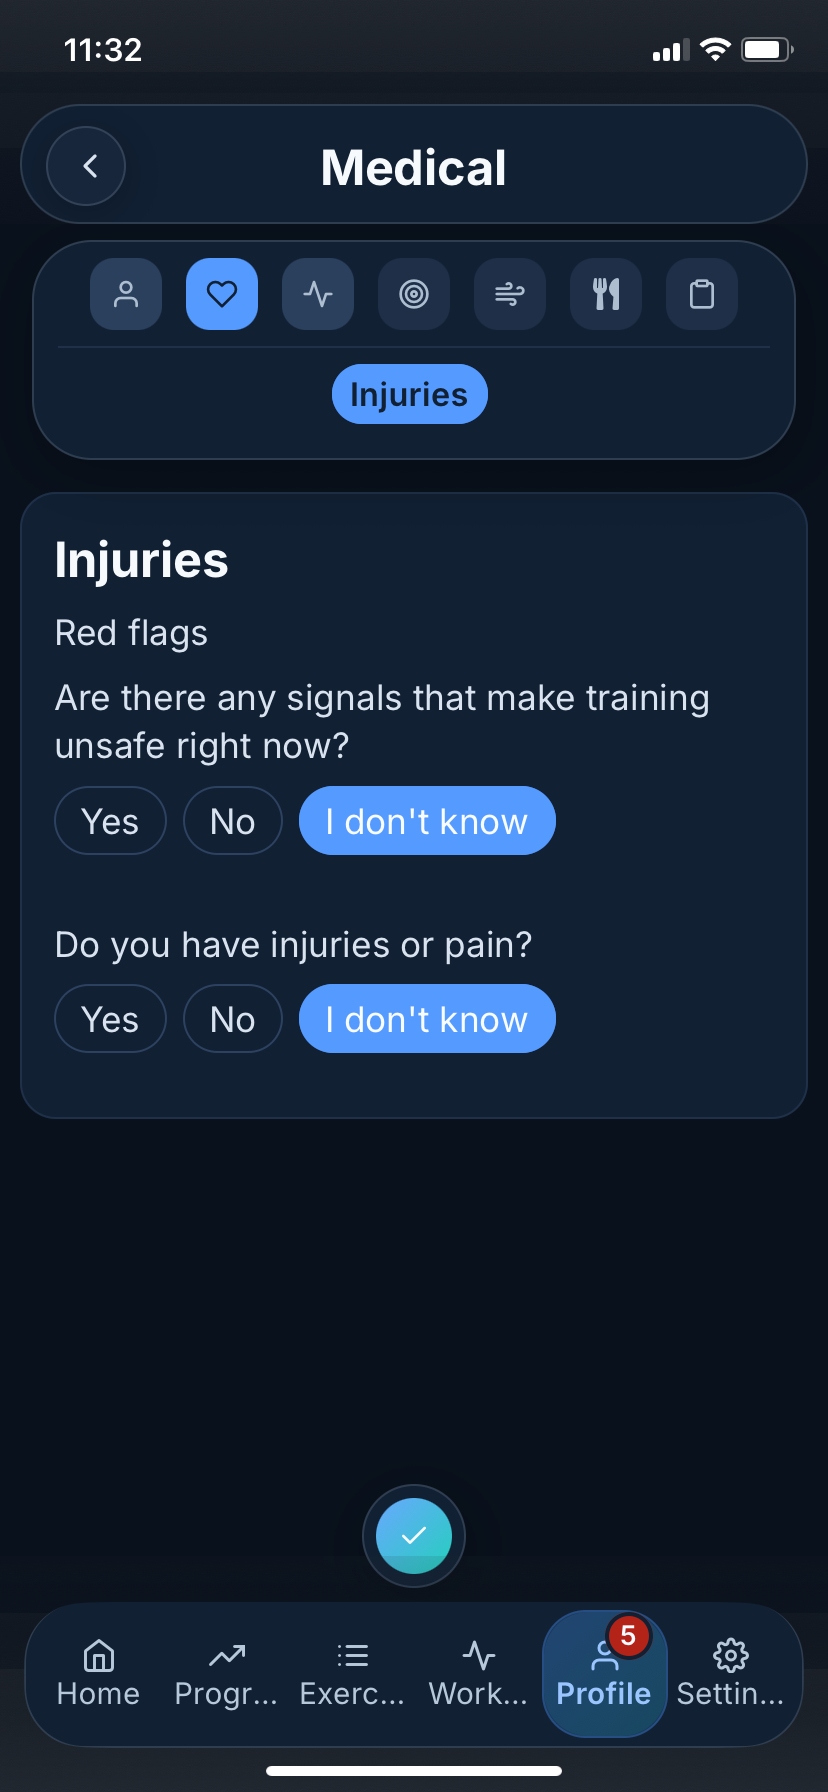 11:32
Medical
Injuries
Injuries
Red flags
Are there any signals that make training
unsafe right now?
Yes No I don't know
Do you have injuries or pain?
Yes No I don't know
5
Home Progr... Exerc... Work... Profile Settin...